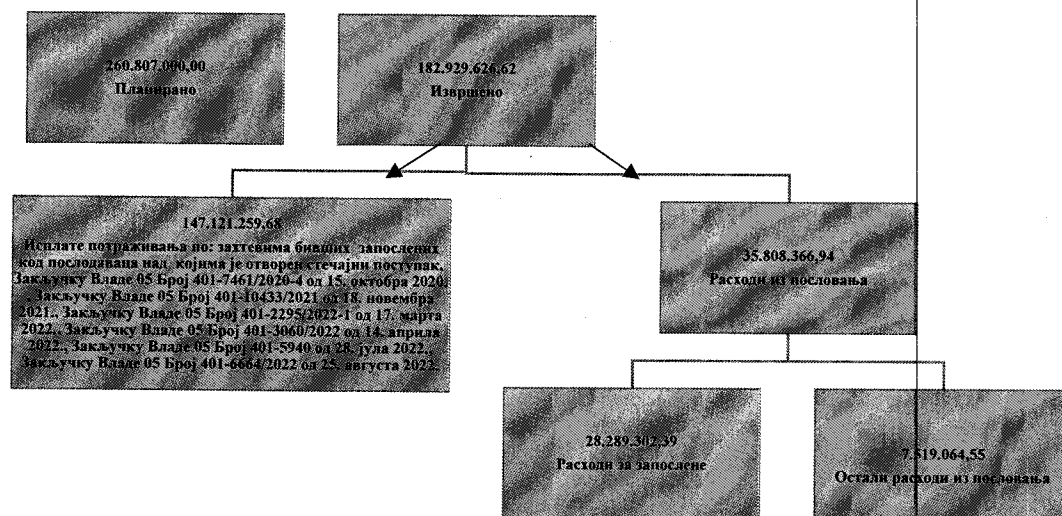 260.807.000,00
Планирано
182.929.626,62
Извршено
147.121.259,68
Исплате потраживања по: захтевима бивших запослених
код послодаваца над којима је отворен стечајни поступак,
Закључку Владе 05 Број 401-7461/2020-4 од 15. октобра 2020.
, Закључку Владе 05 Број 401-10433/2021 од 18. новембра
2021., Закључку Владе 05 Број 401-2295/2022-1 од 17. марта
2022., Закључку Владе 05 Број 401-3060/2022 од 14. априла
2022., Закључку Владе 05 Број 401-5940 од 28. јула 2022.,
Закључку Владе 05 Број 401-6664/2022 од 25. августа 2022.
35.808.366,94
Расходи из пословања
28.289.302,39
Расходи за запослене
7.519.064,55
Остали расходи из пословања